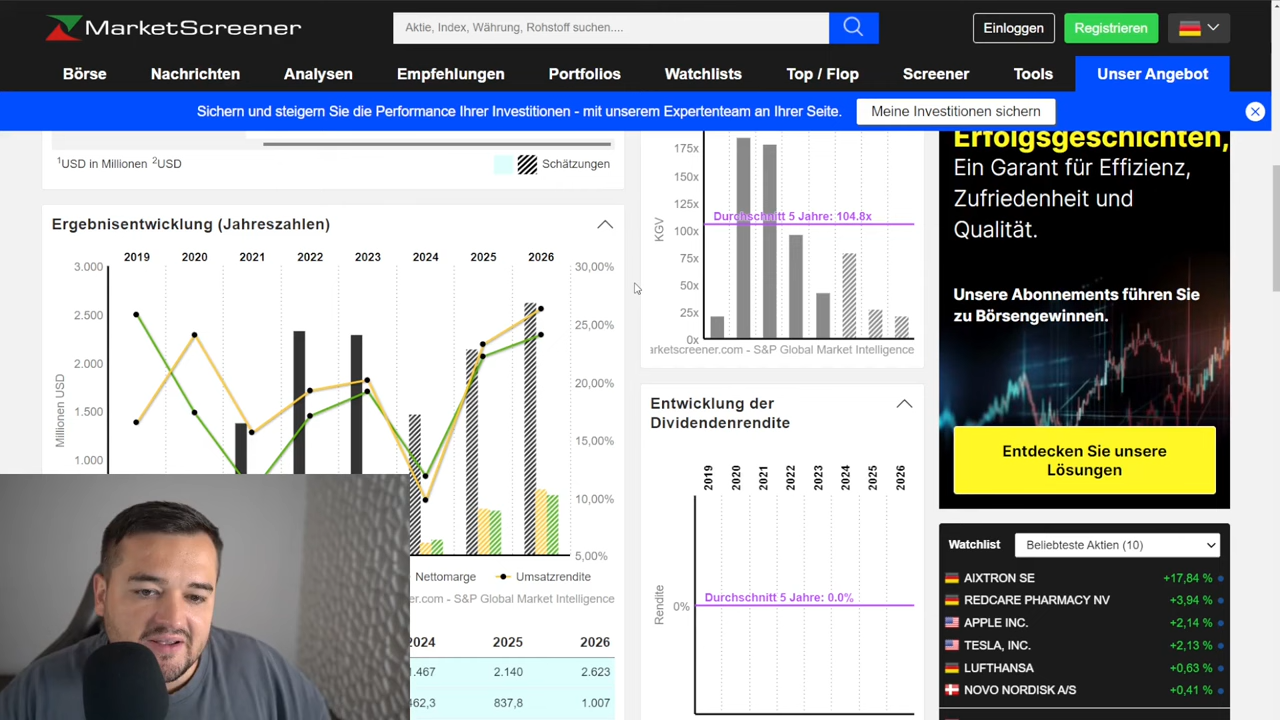 MarketScreener
Aktie, Index, Währung, Rohstoff suchen....
Einloggen
Registrieren
Börse
Nachrichten
Analysen
Empfehlungen
Portfolios
Watchlists
Top / Flop
Screener
Tools
Unser Angebot
Sichern und steigern Sie die Performance Ihrer Investitionen - mit unserem Expertenteam an Ihrer Seite.
Meine Investitionen sichern
¹USD in Millionen ²USD
Schätzungen
Ergebnisentwicklung (Jahreszahlen)
2019 2020 2021 2022 2023 2024 2025 2026
3.000
2.500
2.000
1.500
1.000
Millionen USD
30,00%
25,00%
20,00%
15,00%
10,00%
5,00%
Nettomarge
Umsatzrendite
er.com - S&P Global Market Intelligence
2024 2025 2026
1.467 2.140 2.623
462,3 837,8 1.007
175x
150x
125x
100x
75x
50x
25x
0x
KGV
Durchschnitt 5 Jahre: 104.8x
arketscreener.com - S&P Global Market Intelligence
Entwicklung der
Dividendenrendite
2019 2020 2021 2022 2023 2024 2025 2026
Rendite
0%
Durchschnitt 5 Jahre: 0.0%
Erfolgsgeschichten,
Ein Garant für Effizienz,
Zufriedenheit und
Qualität.
Unsere Abonnements führen Sie
zu Börsengewinnen.
Entdecken Sie unsere
Lösungen
Watchlist
Beliebteste Aktien (10)
AIXTRON SE +17,84 %
REDCARE PHARMACY NV +3,94 %
APPLE INC. +2,14 %
TESLA, INC. +2,13 %
LUFTHANSA +0,63 %
NOVO NORDISK A/S +0,41 %